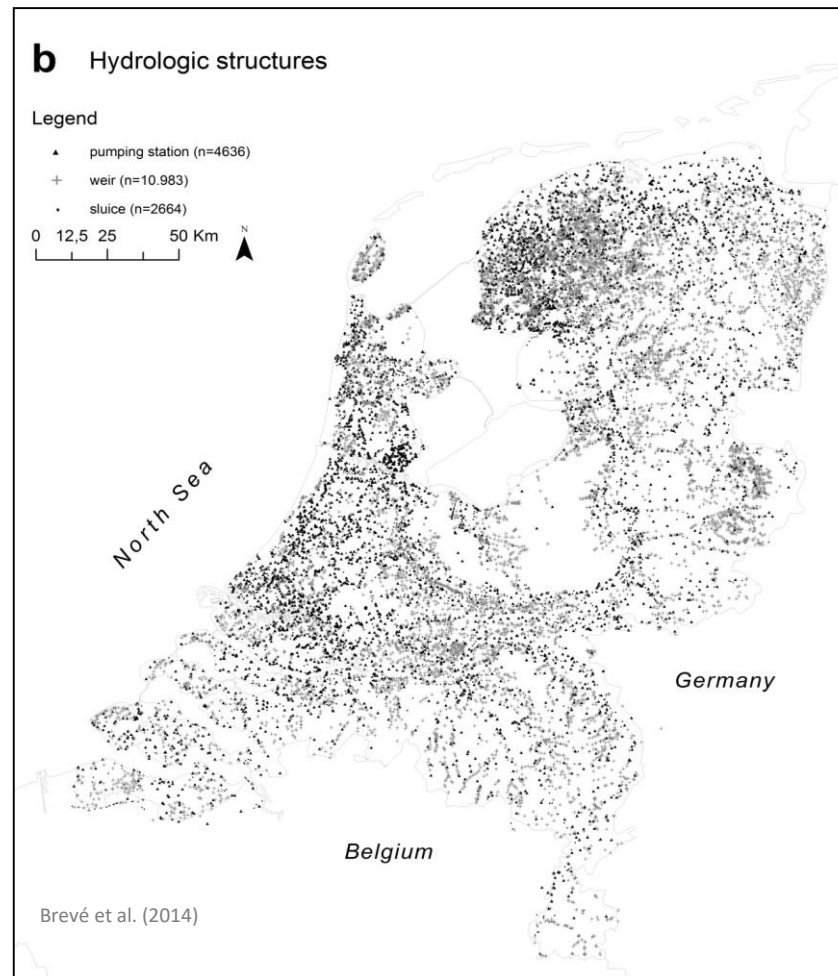 b Hydrologic structures
Legend
pumping station (n=4636)
weir (n=10.983)
sluice (n=2664)
0 12,5 25 50 Km
N
North Sea
Germany
Belgium
Brevé et al. (2014)